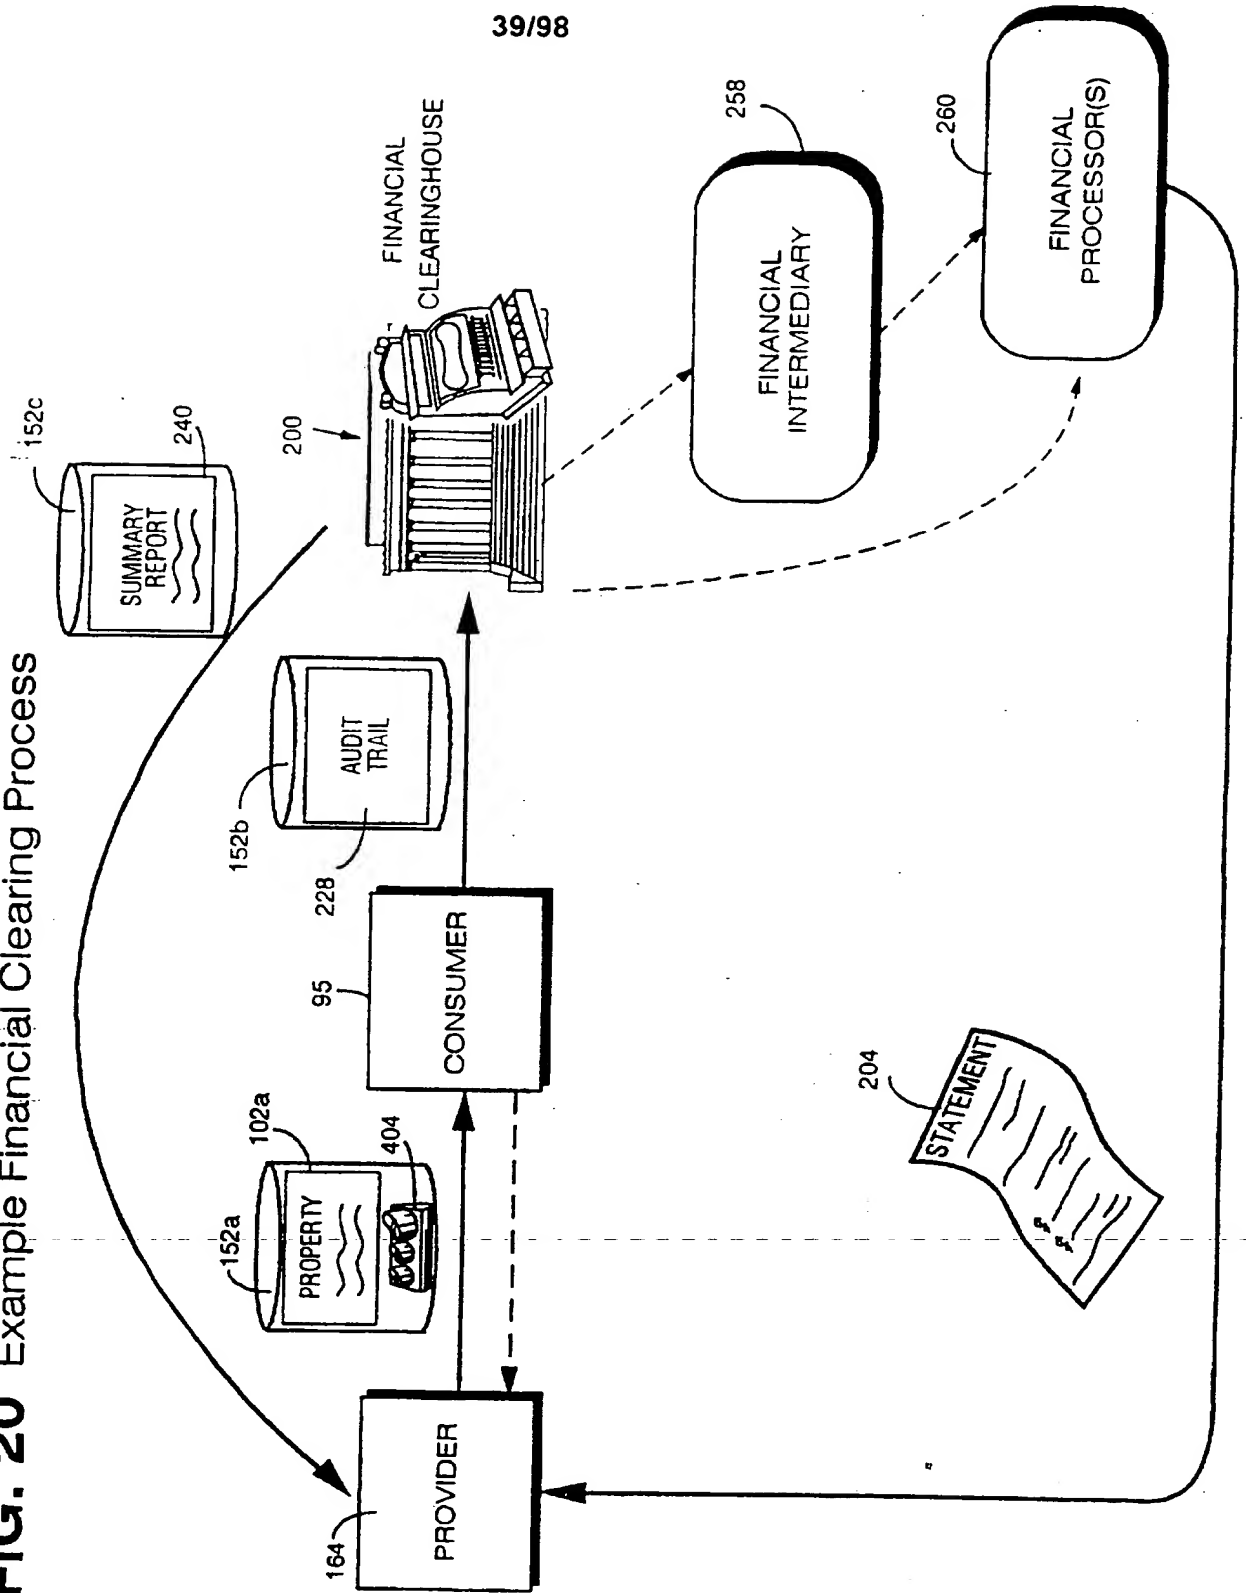 39/98
FIG. 20 Example Financial Clearing Process
152c
SUMMARY
REPORT
240
152b
AUDIT
TRAIL
228
200
FINANCIAL
CLEARINGHOUSE
152a
PROPERTY
102a
404
164
PROVIDER
95
CONSUMER
258
FINANCIAL
INTERMEDIARY
260
FINANCIAL
PROCESSOR(S)
204
STATEMENT